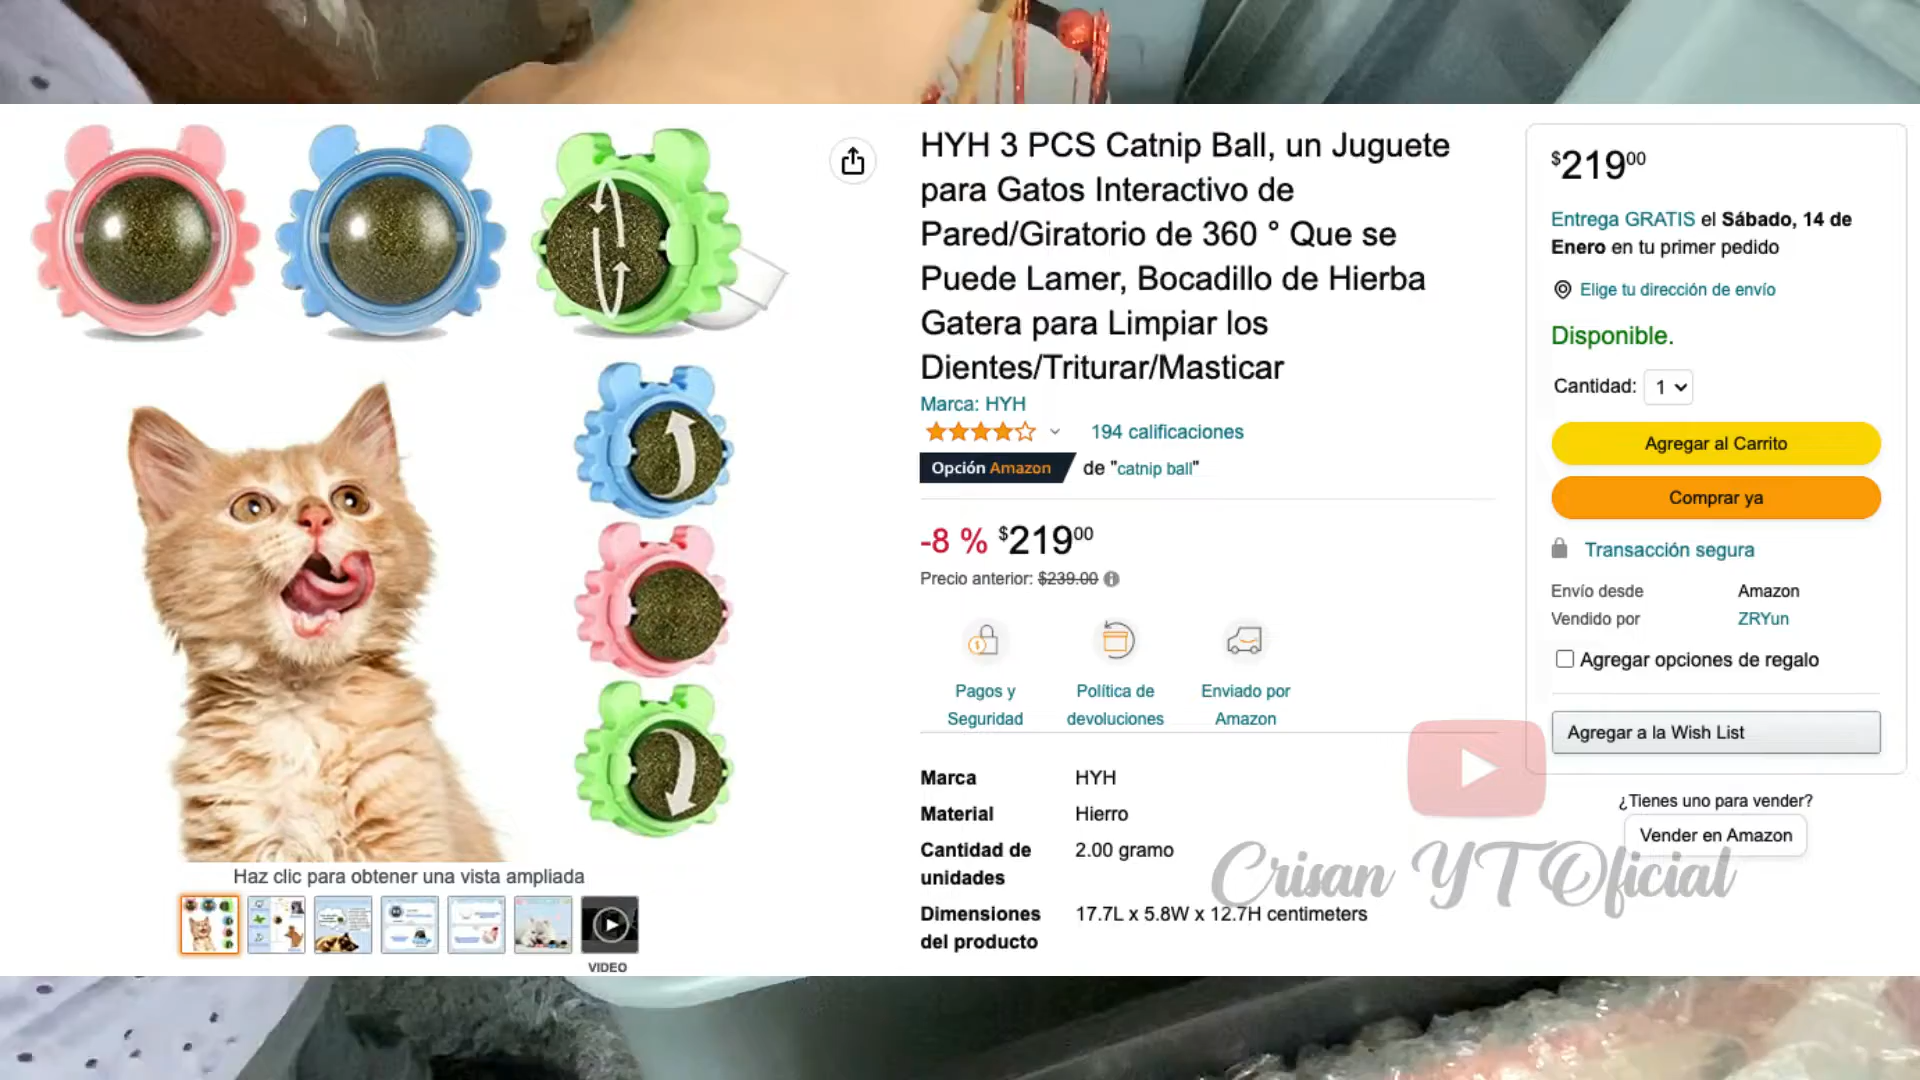 HYH 3 PCS Catnip Ball, un Juguete
para Gatos Interactivo de
Pared/Giratorio de 360 ° Que se
Puede Lamer, Bocadillo de Hierba
Gatera para Limpiar los
Dientes/Triturar/Masticar
Marca: HYH
194 calificaciones
Opción Amazon de "catnip ball"
-8 % $21900
Precio anterior: $239.00
Pagos y
Seguridad
Política de
devoluciones
Enviado por
Amazon
Marca HYH
Material Hierro
Cantidad de 2.00 gramo
unidades
Dimensiones 17.7L x 5.8W x 12.7H centimeters
del producto
$21900
Entrega GRATIS el Sábado, 14 de
Enero en tu primer pedido
Elige tu dirección de envío
Disponible.
Cantidad: 1
Agregar al Carrito
Comprar ya
Transacción segura
Envío desde Amazon
Vendido por ZRYun
Agregar opciones de regalo
Agregar a la Wish List
¿Tienes uno para vender?
Vender en Amazon
Crisan YT Oficial
Haz clic para obtener una vista ampliada
VIDEO